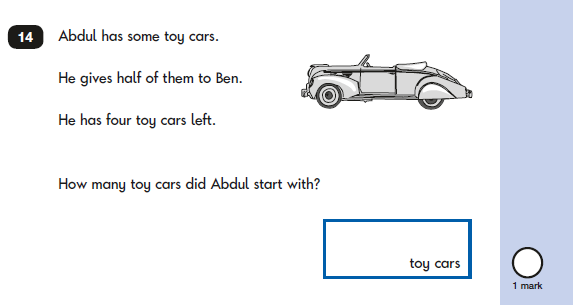 14 Abdul has some toy cars.
He gives half of them to Ben.
He has four toy cars left.
How many toy cars did Abdul start with?
toy cars
1 mark